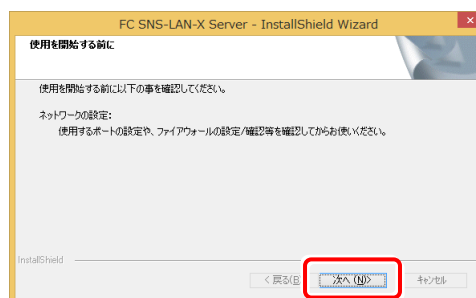 FC SNS-LAN-X Server - InstallShield Wizard
使用を開始する前に
使用を開始する前に以下の事を確認してください。
ネットワークの設定:
使用するポートの設定や、ファイアウォールの設定/確認等を確認してからお使いください。
InstallShield
< 戻る(B) 次へ(N)> キャンセル